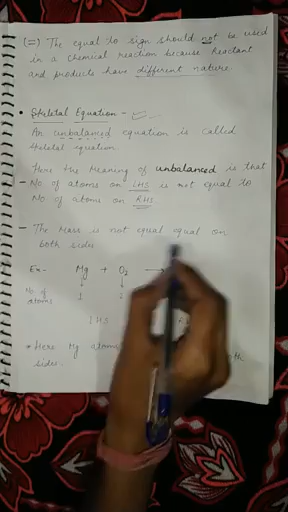 (=) The equal to sign should not be used
in a chemical reaction because Reactant
and products have different nature.
• Skeletal Equation -
An unbalanced equation is called
skeletal equation.
Here the meaning of unbalanced is that
- No of atoms on LHS is not equal to
No of atoms on RHS
- The Mass is not equal equal on
both sides
Ex- Mg + O2 →
No of atoms 1 2
LHS R
* Here Mg atoms
sides.